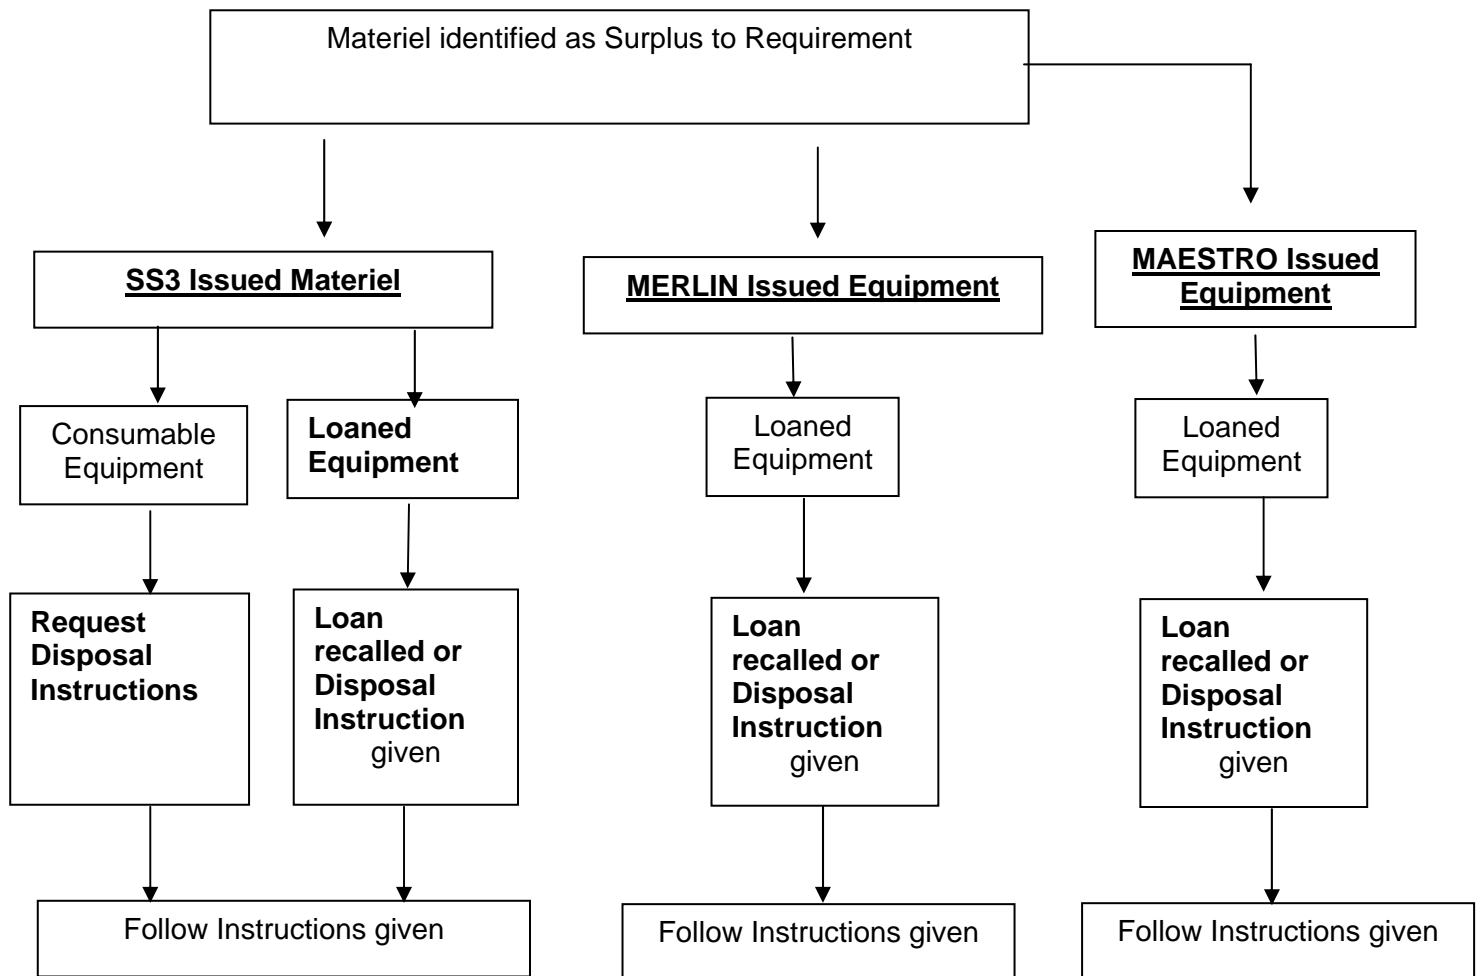 Materiel identified as Surplus to Requirement
SS3 Issued Materiel
MERLIN Issued Equipment
MAESTRO Issued
Equipment
Consumable
Equipment
Loaned
Equipment
Loaned
Equipment
Loaned
Equipment
Request
Disposal
Instructions
Loan
recalled or
Disposal
Instruction
given
Loan
recalled or
Disposal
Instruction
given
Loan
recalled or
Disposal
Instruction
given
Follow Instructions given
Follow Instructions given
Follow Instructions given